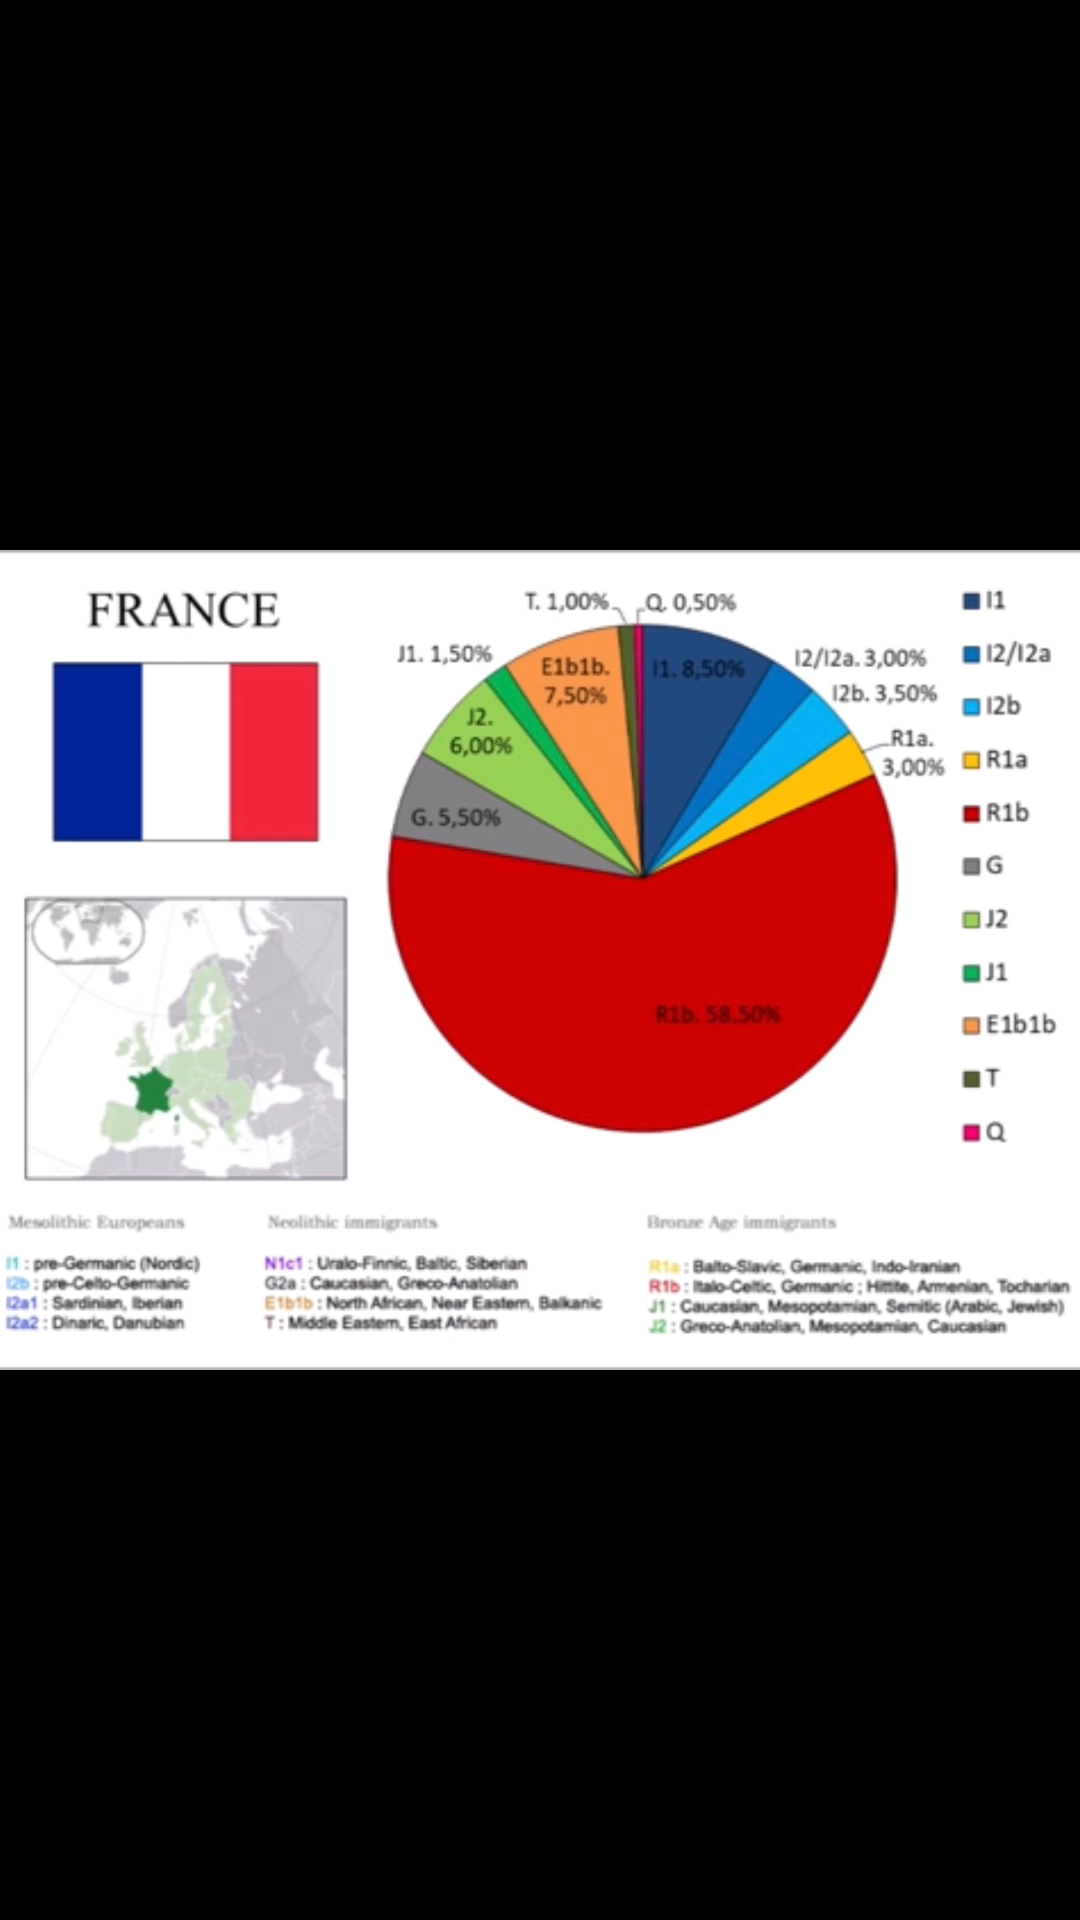 FRANCE
T. 1,00%
Q. 0,50%
J1. 1,50%
E1b1b.
7,50%
I1. 8,50%
I2/I2a. 3,00%
I2b. 3,50%
J2.
6,00%
R1a.
3,00%
G. 5,50%
R1b. 58.50%
I1
I2/I2a
I2b
R1a
R1b
G
J2
J1
E1b1b
T
Q
Mesolithic Europeans
I1 : pre-Germanic (Nordic)
I2b : pre-Celto-Germanic
I2a1 : Sardinian, Iberian
I2a2 : Dinaric, Danubian
Neolithic immigrants
N1c1 : Uralo-Finnic, Baltic, Siberian
G2a : Caucasian, Greco-Anatolian
E1b1b : North African, Near Eastern, Balkanic
T : Middle Eastern, East African
Bronze Age immigrants
R1a : Balto-Slavic, Germanic, Indo-Iranian
R1b : Italo-Celtic, Germanic ; Hittite, Armenian, Tocharian
J1 : Caucasian, Mesopotamian, Semitic (Arabic, Jewish)
J2 : Greco-Anatolian, Mesopotamian, Caucasian